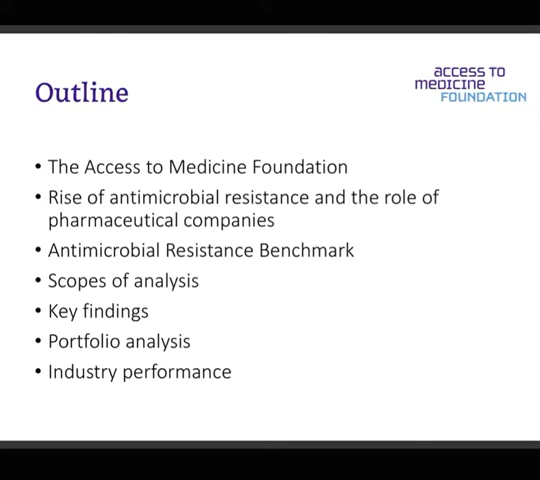 Outline
access to
medicine
FOUNDATION
• The Access to Medicine Foundation
• Rise of antimicrobial resistance and the role of
pharmaceutical companies
• Antimicrobial Resistance Benchmark
• Scopes of analysis
• Key findings
• Portfolio analysis
• Industry performance